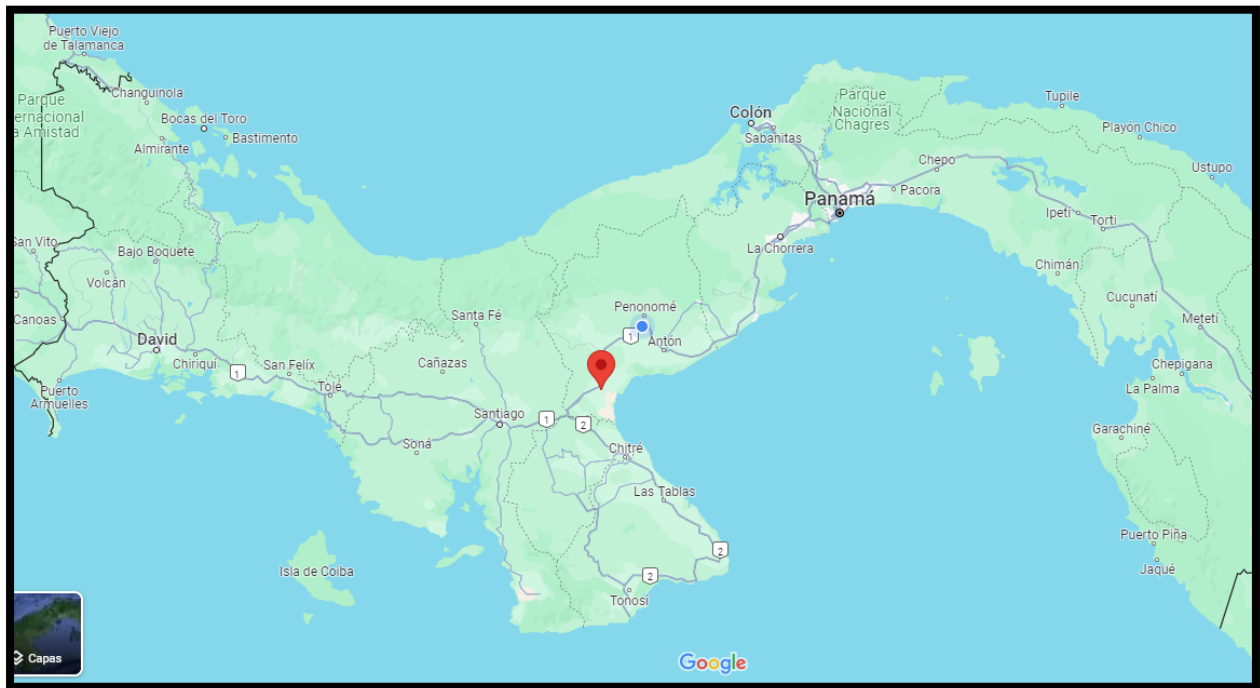 Puerto Viejo
de Talamanca
Changuinola
Parque
ernacional
a Amistad
Bocas del Toro
Bastimento
Almirante
Colón
Sabanitas
Parque
Nacional
Chagres
Tupile
Playón Chico
Ustupo
Chepo
Pacora
Panamá
Ipetí
Torti
La Chorrera
San Vito
Bajo Boquete
Volcán
Chimán
Cucunatí
Metetí
Canoas
David
Chiriquí
1
San Felíx
Santa Fé
Cañazas
Penonomé
1
Antón
Tolé
Puerto
Armuelles
Chepigana
La Palma
Santiago
1
2
Soná
Chitré
Garachiné
Las Tablas
Puerto Piña
Jaqué
2
2
Isla de Coiba
Tonosí
Capas
Google